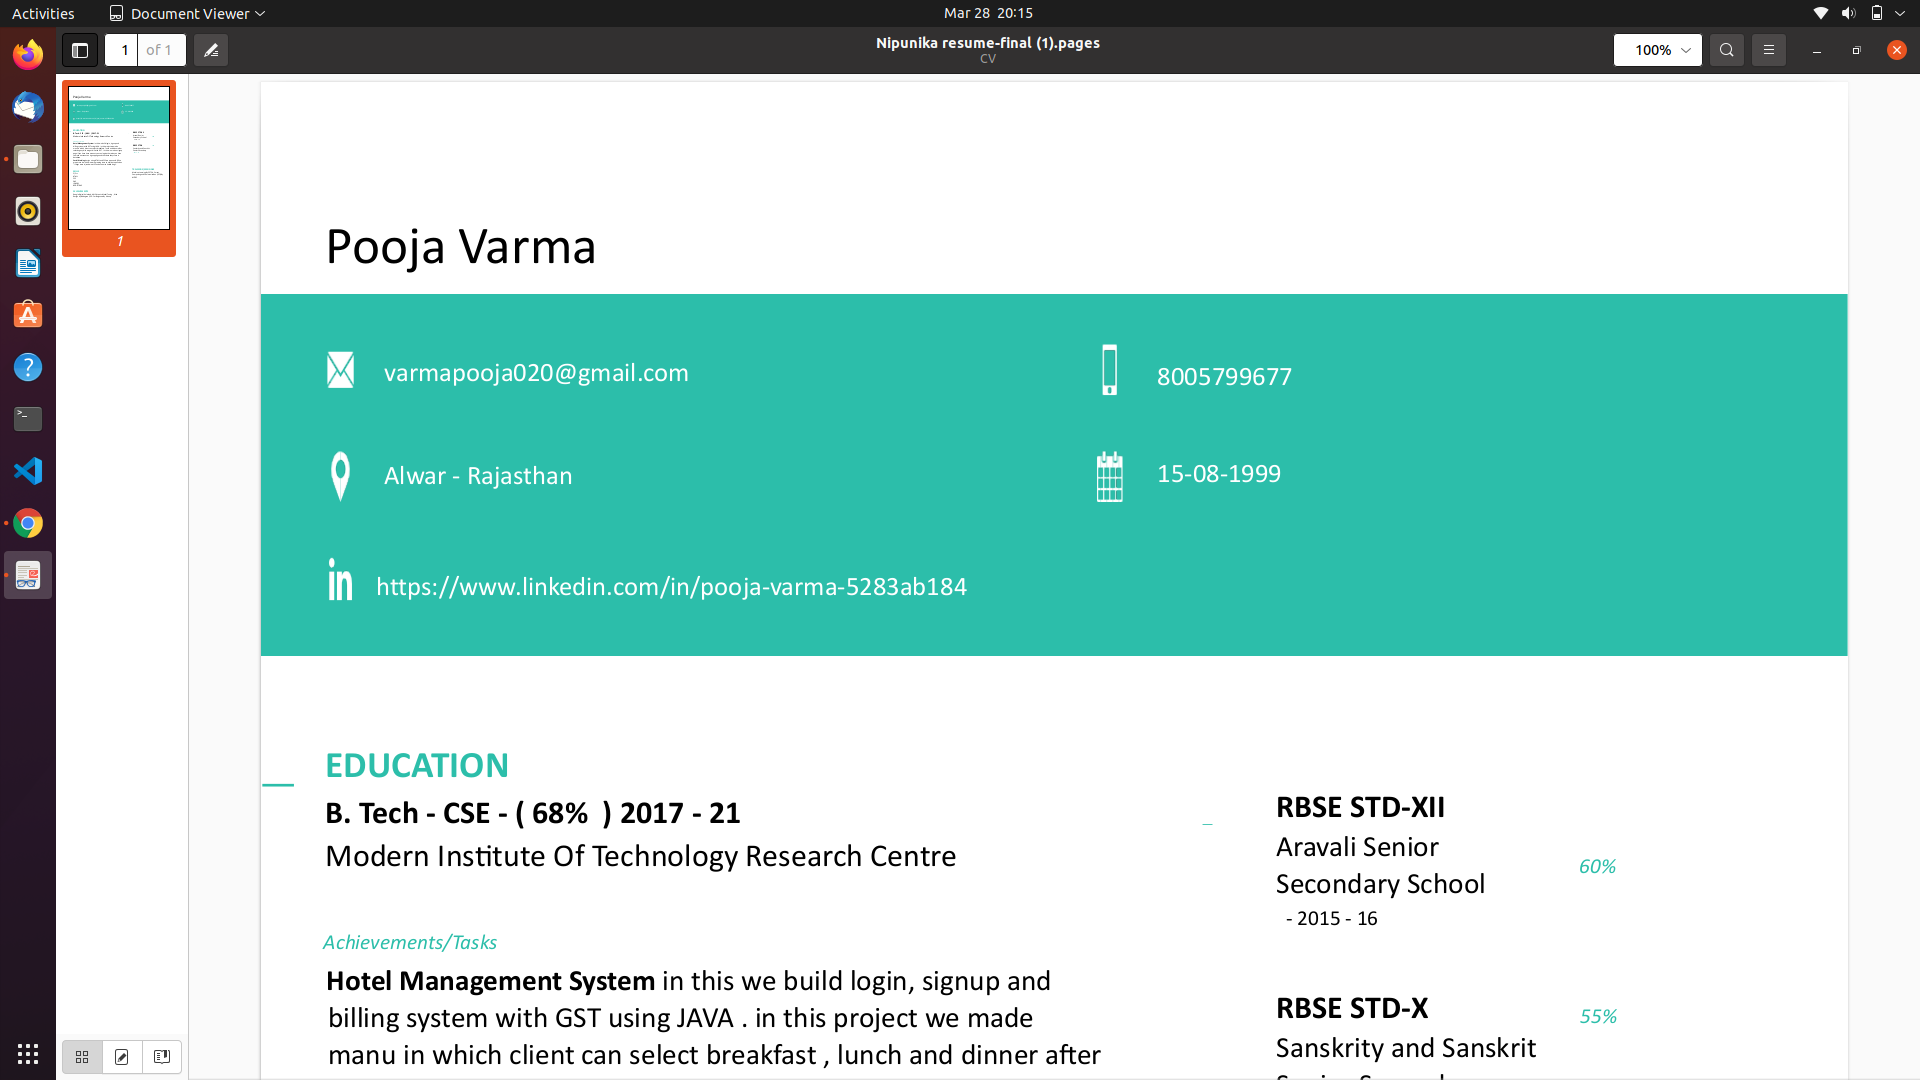 Activities
Document Viewer
Mar 28 20:15
1
of 1
Nipunika resume-final (1).pages
CV
100%
1
Pooja Varma
varmapooja020@gmail.com
8005799677
Alwar - Rajasthan
15-08-1999
in
https://www.linkedin.com/in/pooja-varma-5283ab184
EDUCATION
B. Tech - CSE - ( 68%  ) 2017 - 21
Modern Institute Of Technology Research Centre
Achievements/Tasks
Hotel Management System in this we build login, signup and
billing system with GST using JAVA . in this project we made
manu in which client can select breakfast , lunch and dinner after
RBSE STD-XII
Aravali Senior
Secondary School
60%
- 2015 - 16
RBSE STD-X
55%
Sanskrity and Sanskrit